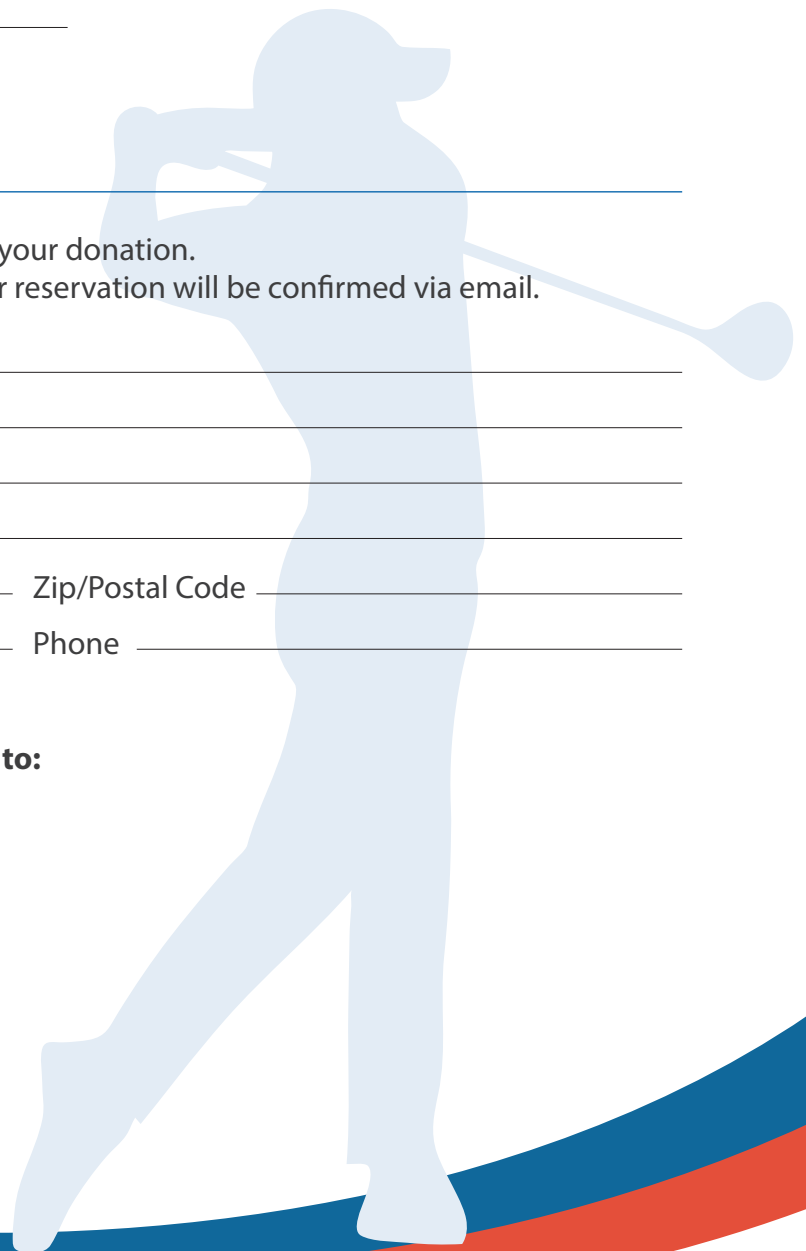 your donation.
reservation will be confirmed via email.
Zip/Postal Code
Phone
to: